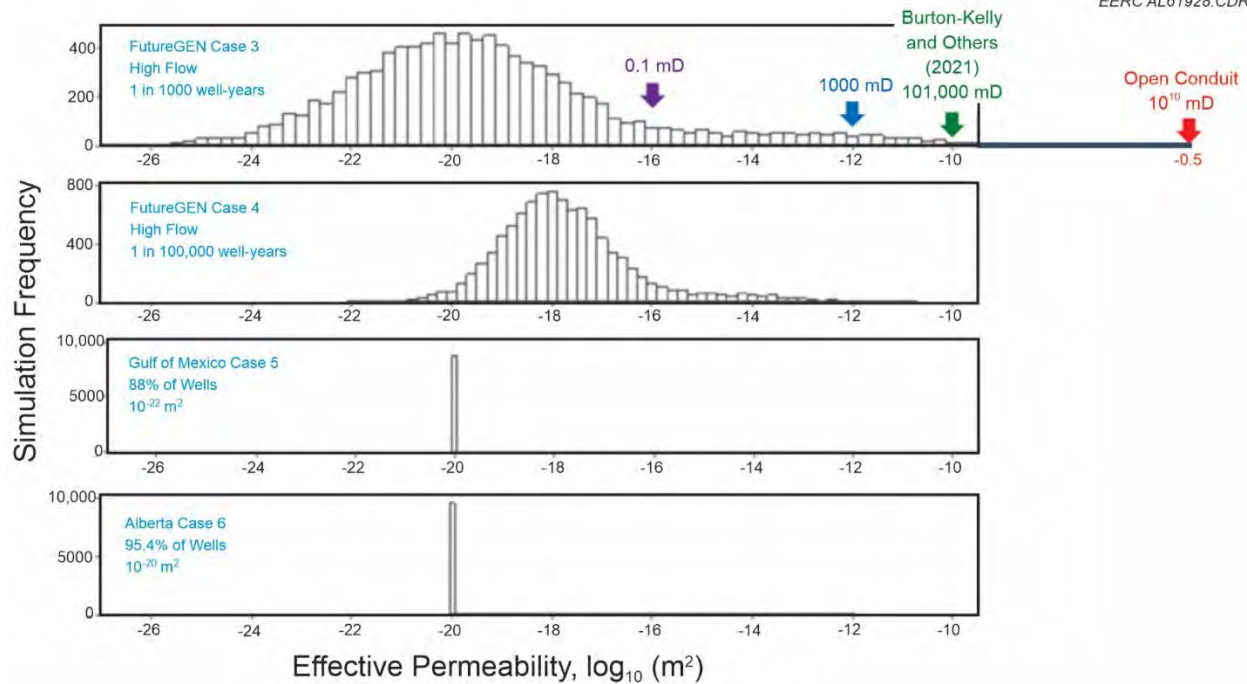 EERC AL61928.CDR
Burton-Kelly
and Others
(2021)
101,000 mD
0.1 mD
1000 mD
Open Conduit
10¹⁰ mD
FutureGEN Case 3
High Flow
1 in 1000 well-years
400
200
0
-26 -24 -22 -20 -18 -16 -14 -12 -10 -0.5
Simulation Frequency
FutureGEN Case 4
High Flow
1 in 100,000 well-years
800
400
0
-26 -24 -22 -20 -18 -16 -14 -12 -10
Gulf of Mexico Case 5
88% of Wells
10⁻²² m²
10,000
5000
0
-26 -24 -22 -20 -18 -16 -14 -12 -10
Alberta Case 6
95.4% of Wells
10⁻²⁰ m²
10,000
5000
0
-26 -24 -22 -20 -18 -16 -14 -12 -10
Effective Permeability, log₁₀ (m²)